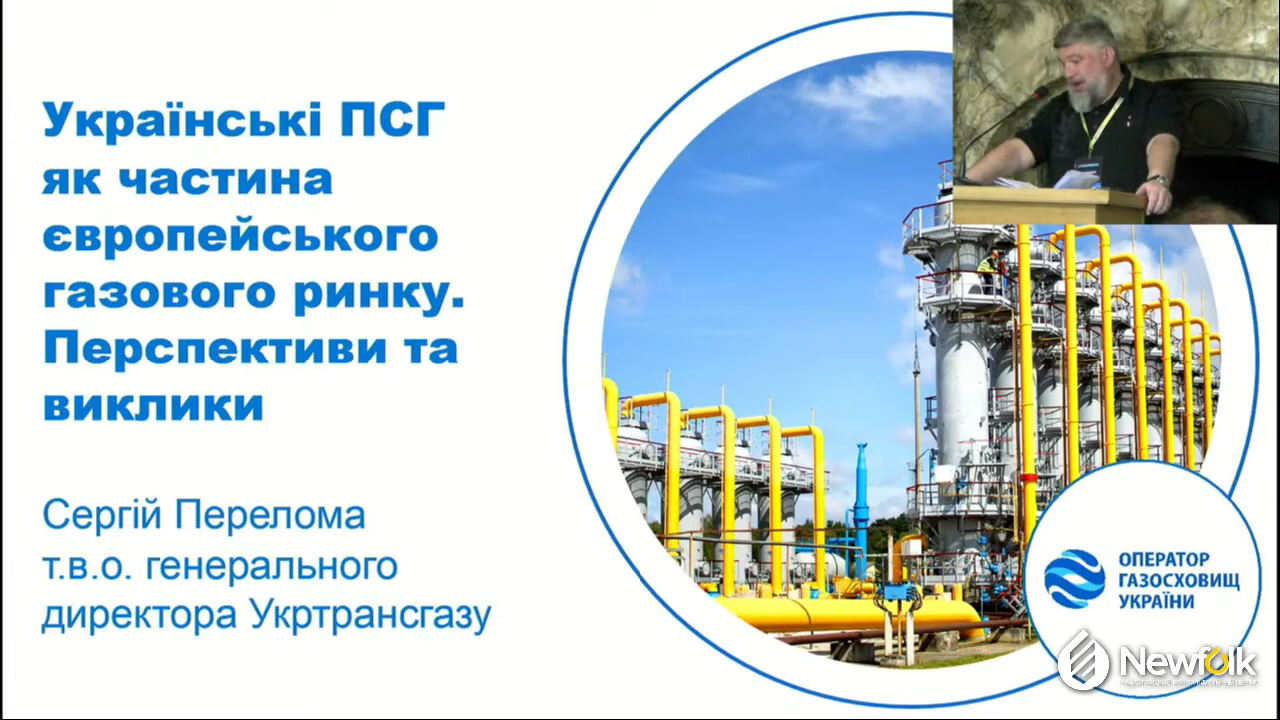 Українські ПСГ
як частина
європейського
газового ринку.
Перспективи та
виклики
Сергій Перелома
т.в.о. генерального
директора Укртрансгазу
ОПЕРАТОР
ГАЗОСХОВИЩ
УКРАЇНИ
Newfolk